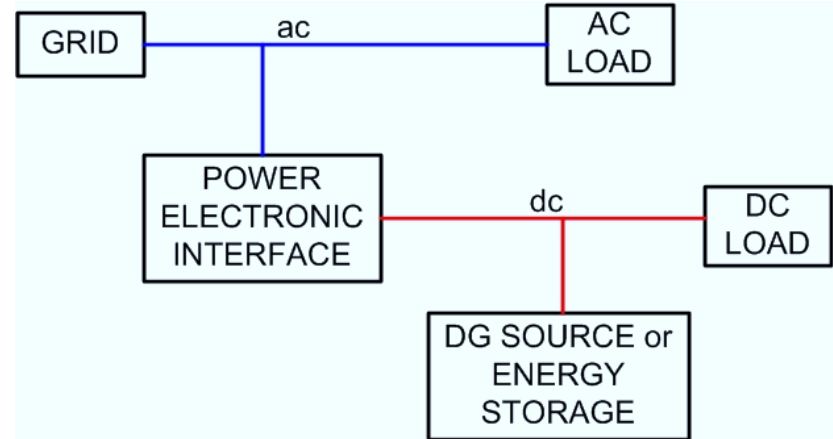 GRID
ac
AC
LOAD
POWER
ELECTRONIC
INTERFACE
dc
DC
LOAD
DG SOURCE or
ENERGY
STORAGE